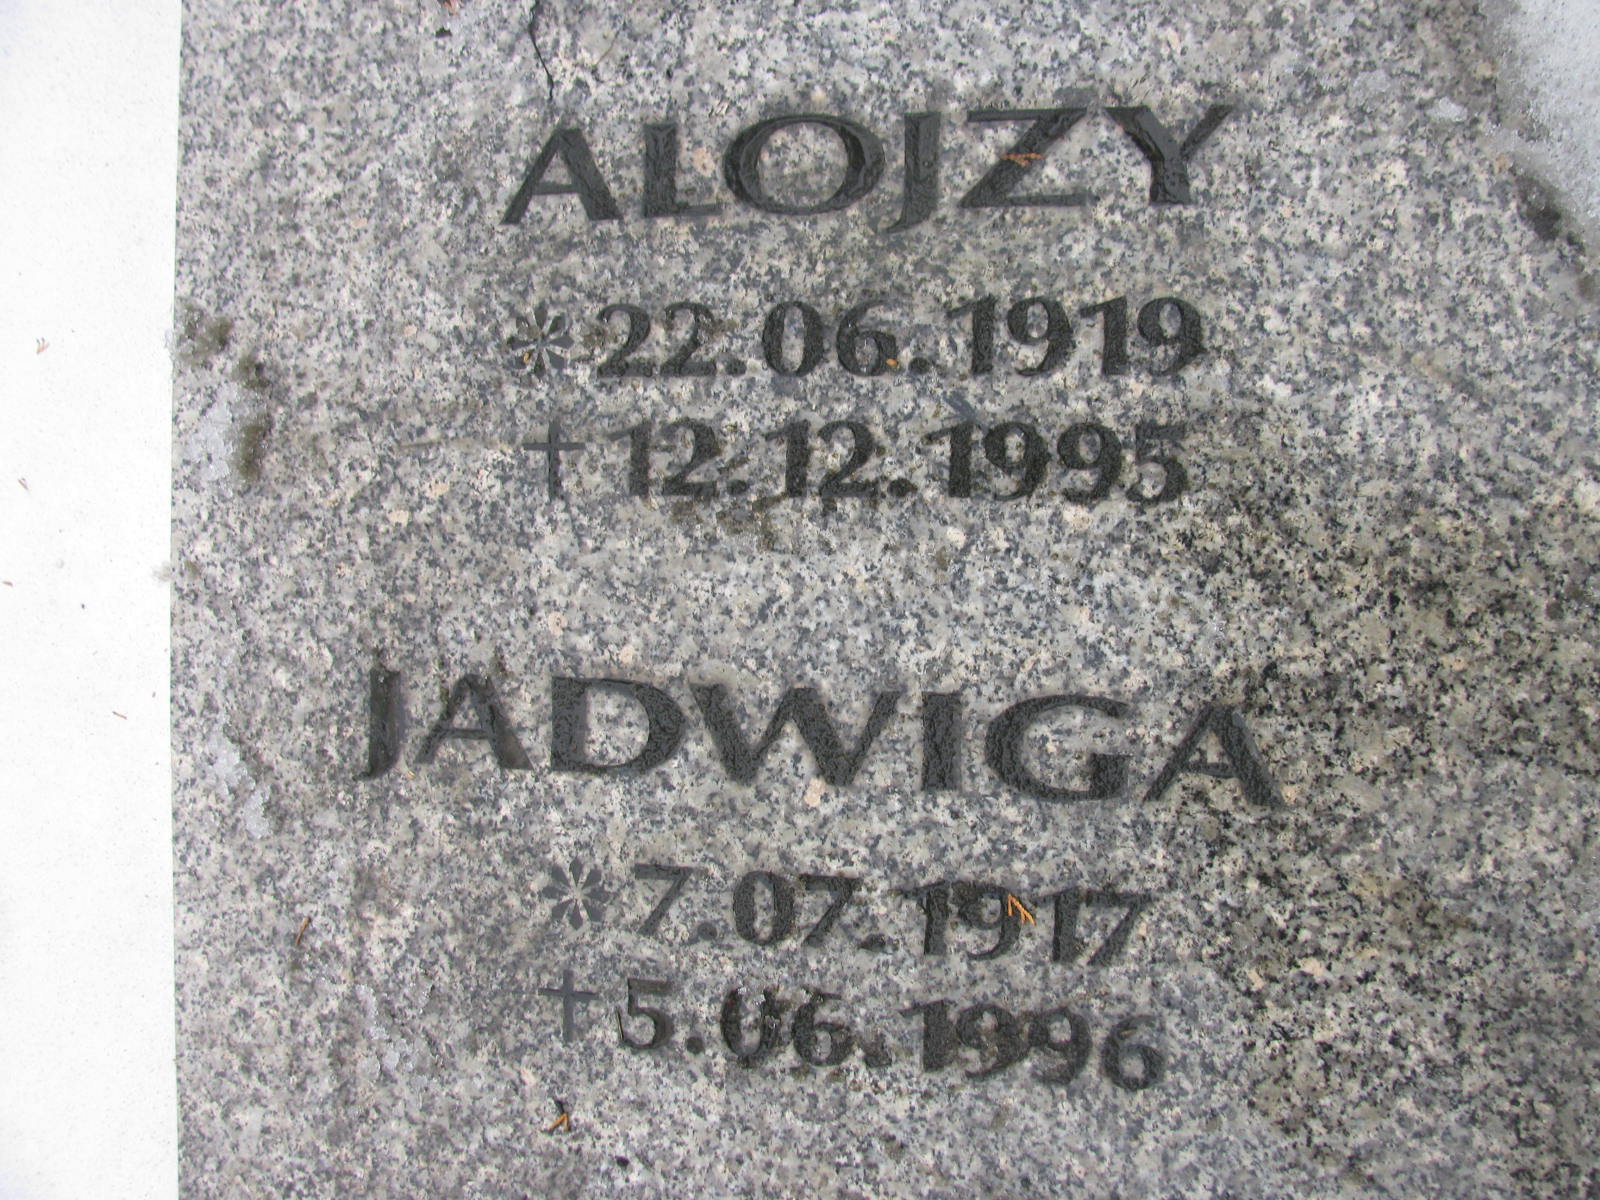 ALOJZY
* 22.06.1919
† 12.12.1995
JADWIGA
* 7.07.1917
† 5.06.1996